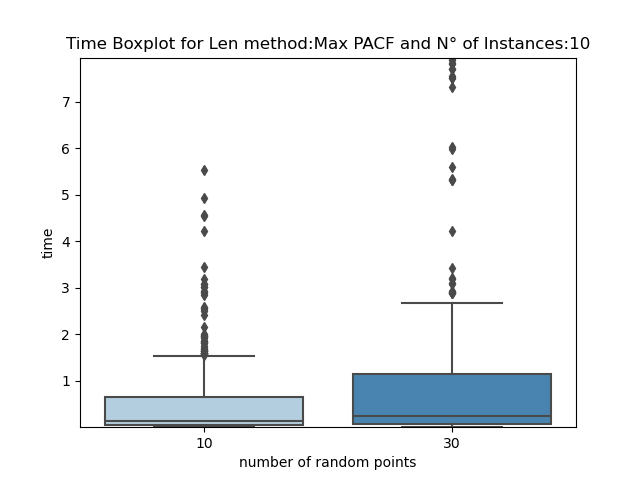 Time Boxplot for Len method:Max PACF and N° of Instances:10
7
6
5
4
3
2
1
time
10 30
number of random points